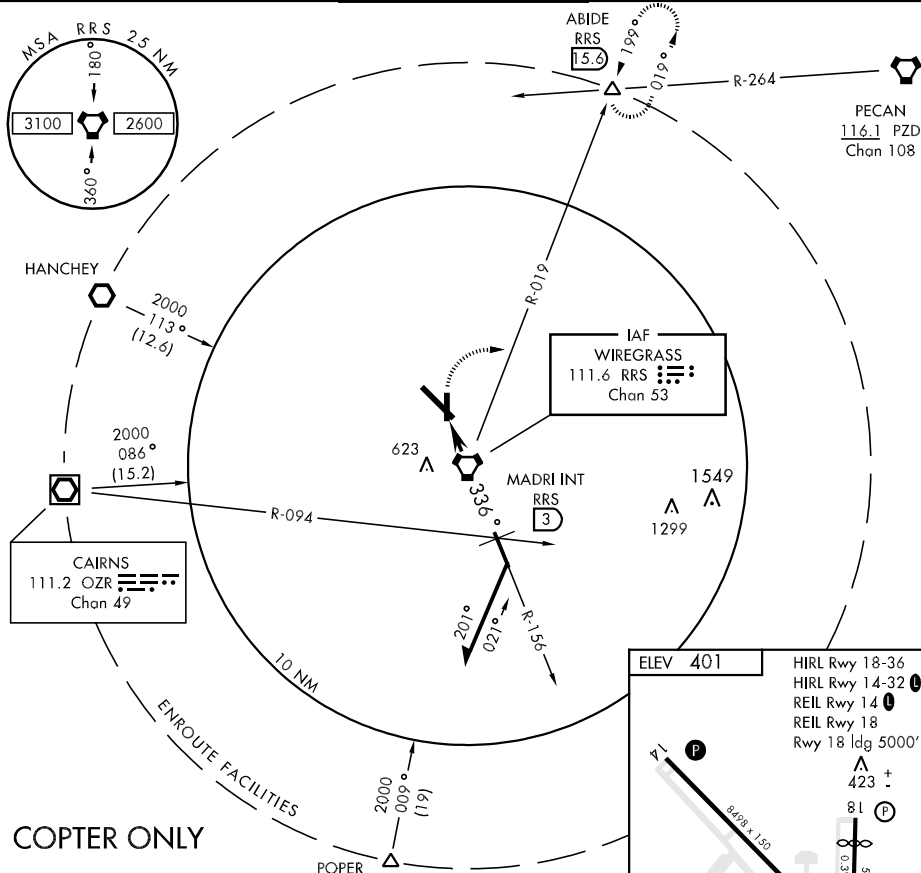 MSA RRS 25 NM
180°
3100
2600
360°
ABIDE
RRS
15.6
199°
019°
R-264
PECAN
116.1 PZD
Chan 108
HANCHEY
2000
113°
(12.6)
R-019
IAF
WIREGRASS
111.6 RRS
Chan 53
2000
086°
(15.2)
623
336°
MADRI INT
RRS
3
1549
1299
R-094
CAIRNS
111.2 OZR
Chan 49
201°
021°
R-156
10 NM
ENROUTE FACILITIES
2000
009°
(19)
COPTER ONLY
POPER
ELEV 401
HIRL Rwy 18-36
HIRL Rwy 14-32 L
REIL Rwy 14 L
REIL Rwy 18
Rwy 18 ldg 5000'
423 +
-
14
P
18
P
8498 x 150